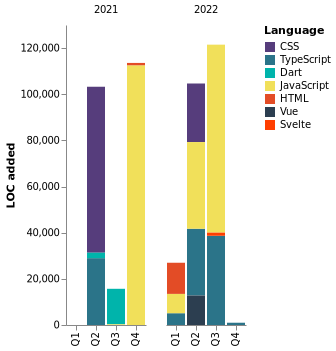 2021
2022
Language
CSS
TypeScript
Dart
JavaScript
HTML
Vue
Svelte
LOC added
120,000
100,000
80,000
60,000
40,000
20,000
0
Q1
Q2
Q3
Q4
Q1
Q2
Q3
Q4